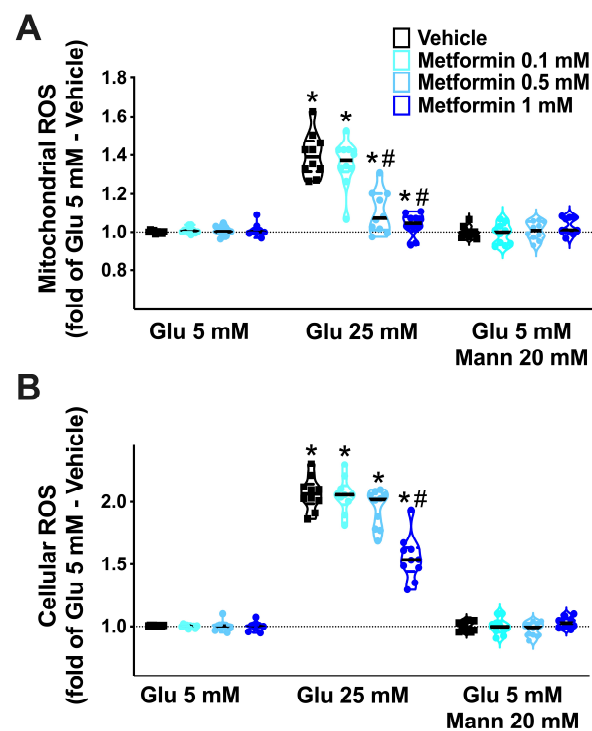 A
Vehicle
Metformin 0.1 mM
Metformin 0.5 mM
Metformin 1 mM
Mitochondrial ROS
(fold of Glu 5 mM - Vehicle)
1.8
1.6
1.4
1.2
1.0
0.8
* * *# *#
Glu 5 mM Glu 25 mM Glu 5 mM
Mann 20 mM
B
Cellular ROS
(fold of Glu 5 mM - Vehicle)
2.0
1.5
1.0
* * * *#
Glu 5 mM Glu 25 mM Glu 5 mM
Mann 20 mM